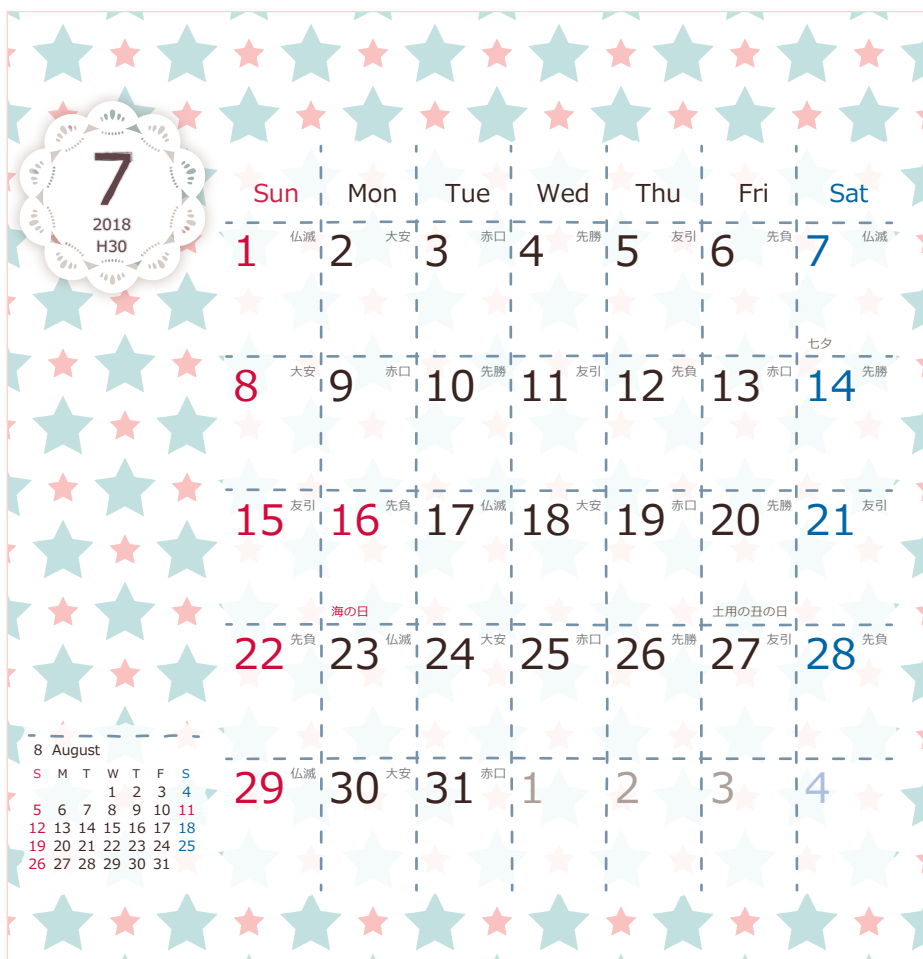 7
2018
H30
Sun Mon Tue Wed Thu Fri Sat
1 仏滅 2 大安 3 赤口 4 先勝 5 友引 6 先負 7 仏滅
七夕
8 大安 9 赤口 10 先勝 11 友引 12 先負 13 赤口 14 先勝
15 友引 16 先負 17 仏滅 18 大安 19 赤口 20 先勝 21 友引
海の日 土用の丑の日
22 先負 23 仏滅 24 大安 25 赤口 26 先勝 27 友引 28 先負
29 仏滅 30 大安 31 赤口 1 2 3 4
8 August
S M T W T F S
1 2 3 4
5 6 7 8 9 10 11
12 13 14 15 16 17 18
19 20 21 22 23 24 25
26 27 28 29 30 31